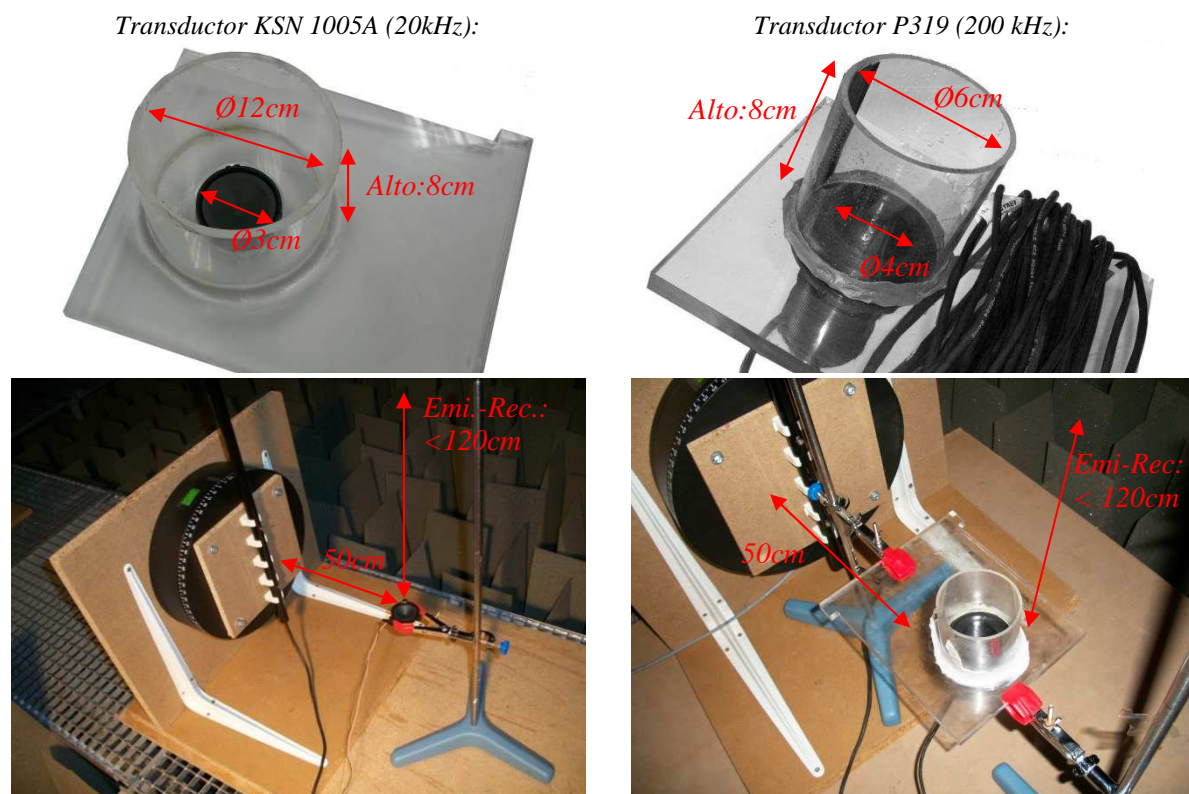 Transductor KSN 1005A (20kHz):
Ø12cm
Alto:8cm
Ø3cm
Transductor P319 (200 kHz):
Alto:8cm
Ø6cm
Ø4cm
Emi.-Rec.:
<120cm
50cm
Emi-Rec:
< 120cm
50cm